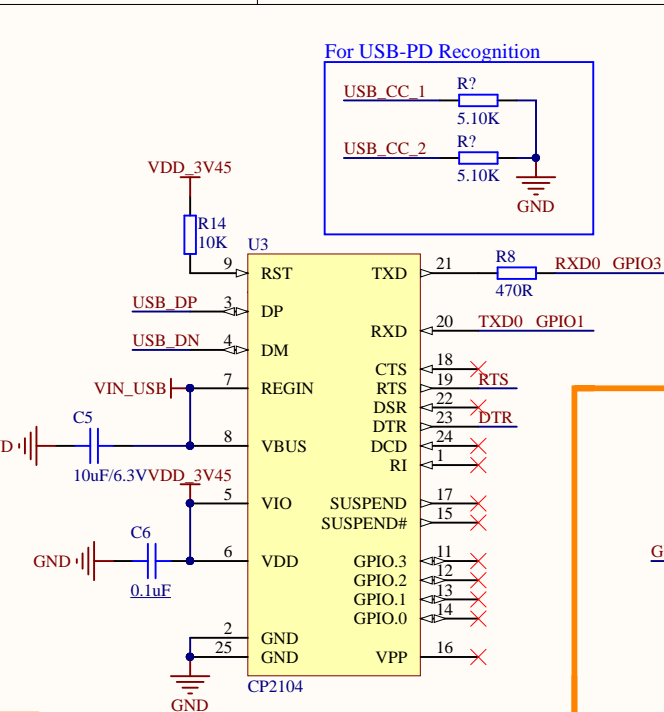 For USB-PD Recognition
USB_CC_1
R?
5.10K
USB_CC_2
R?
5.10K
GND
VDD_3V45
R14
10K
U3
9 RST
USB_DP 3 DP
USB_DN 4 DM
VIN_USB 7 REGIN
C5
D
8 VBUS
10uF/6.3V
VDD_3V45
5 VIO
C6
GND
6 VDD
0.1uF
2 GND
25 GND
GND
CP2104
TXD 21
R8
470R
RXD0 GPIO3
RXD 20 TXD0 GPIO1
CTS 18
RTS 19 RTS
DSR 22
DTR 23 DTR
DCD 24
RI 1
SUSPEND 17
SUSPEND# 15
GPIO.3 11
GPIO.2 12
GPIO.1 13
GPIO.0 14
VPP 16
G